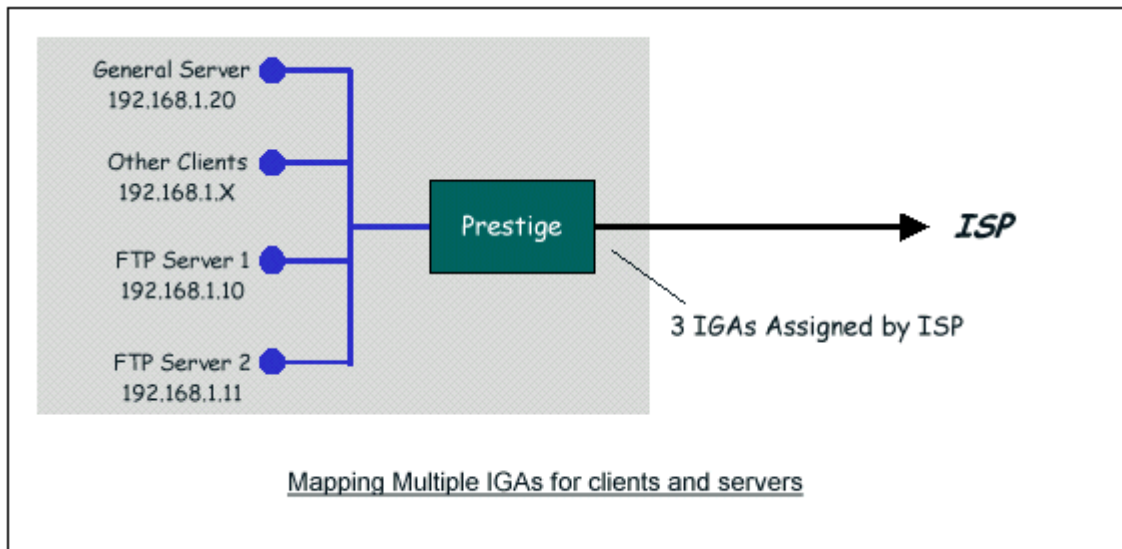 General Server
192.168.1.20
Other Clients
192.168.1.X
FTP Server 1
192.168.1.10
FTP Server 2
192.168.1.11
Prestige
ISP
3 IGAs Assigned by ISP
Mapping Multiple IGAs for clients and servers